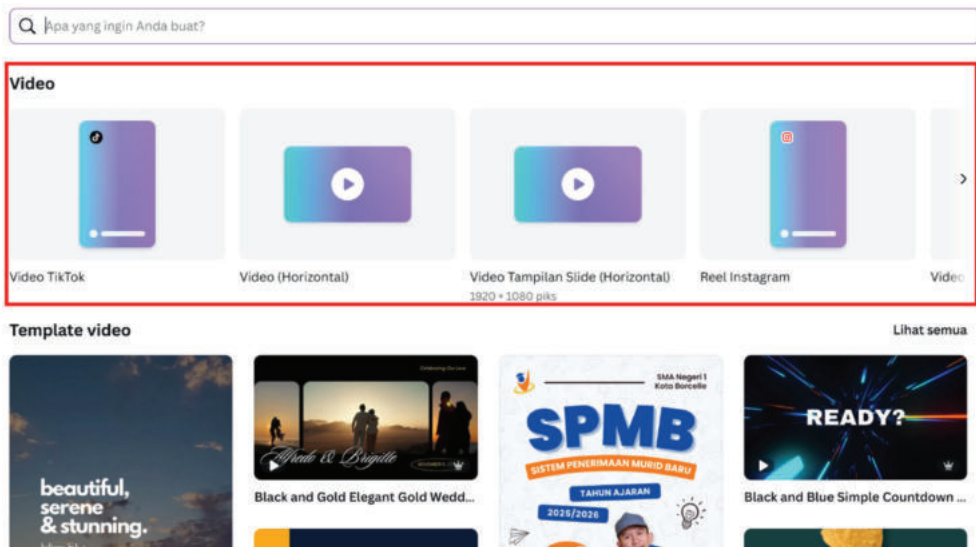 Apa yang ingin Anda buat?
Video
Video TikTok
Video (Horizontal)
Video Tampilan Slide (Horizontal)
1920 × 1080 piks
Reel Instagram
Video
Template video
Lihat semua
beautiful,
serene
& stunning.
Celebrating Our Love
Alfredo & Brigitte
Black and Gold Elegant Gold Wedd...
SMA Negeri 1
Kota Borcelle
SPMB
SISTEM PENERIMAAN MURID BARU
TAHUN AJARAN
2025/2026
READY?
Black and Blue Simple Countdown ...